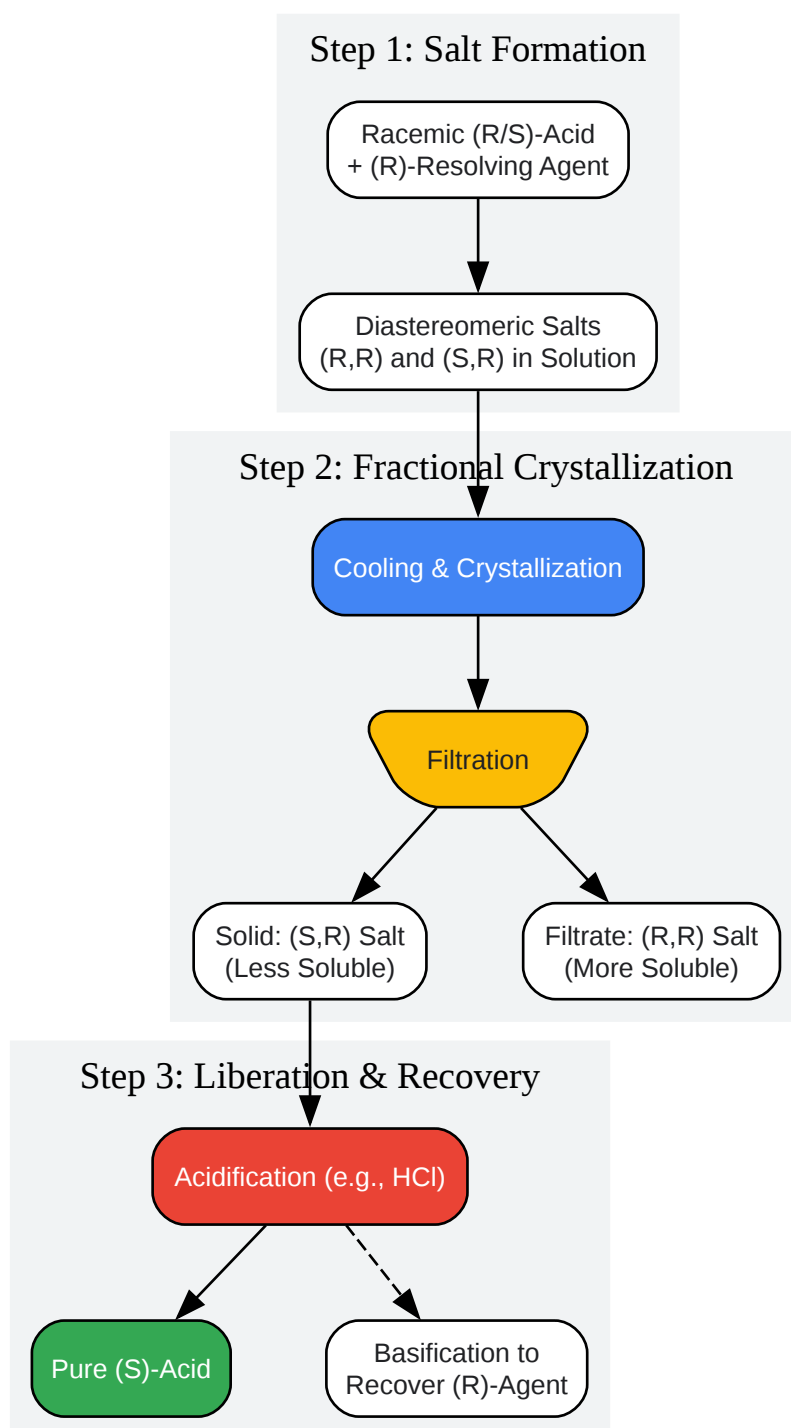 Step 1: Salt Formation
Racemic (R/S)-Acid
+ (R)-Resolving Agent
Diastereomeric Salts
(R,R) and (S,R) in Solution
Step 2: Fractional Crystallization
Cooling & Crystallization
Filtration
Solid: (S,R) Salt
(Less Soluble)
Filtrate: (R,R) Salt
(More Soluble)
Step 3: Liberation & Recovery
Acidification (e.g., HCl)
Pure (S)-Acid
Basification to
Recover (R)-Agent